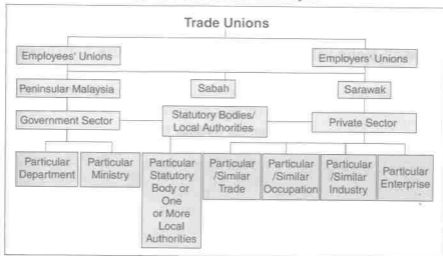 Trade Unions
Employees' Unions
Employers' Unions
Peninsular Malaysia
Sabah
Sarawak
Government Sector
Statutory Bodies/
Local Authorities
Private Sector
Particular
Department
Particular
Ministry
Particular
Statutory
Body or
One
or More
Local
Authorities
Particular
/Similar
Trade
Particular
/Similar
Occupation
Particular
/Similar
Industry
Particular
Enterprise